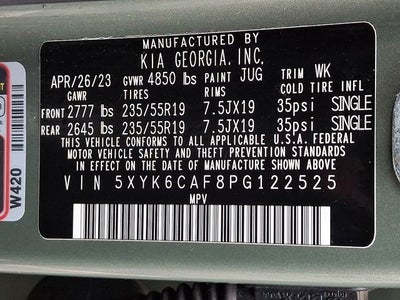 MANUFACTURED BY
KIA GEORGIA, INC.
APR/26/23 GVWR 4850 lbs PAINT JUG TRIM WK
GAWR TIRES RIMS COLD TIRE INFL
FRONT 2777 lbs 235/55R19 7.5JX19 35psi SINGLE
REAR 2645 lbs 235/55R19 7.5JX19 35psi SINGLE
THIS VEHICLE CONFORMS TO ALL APPLICABLE U.S.A. FEDERAL
MOTOR VEHICLE SAFETY AND THEFT PREVENTION STANDARDS
IN EFFECT ON THE DATE OF MANUFACTURE SHOWN ABOVE
VIN 5XYK6CAF8PG122525
MPV
W420